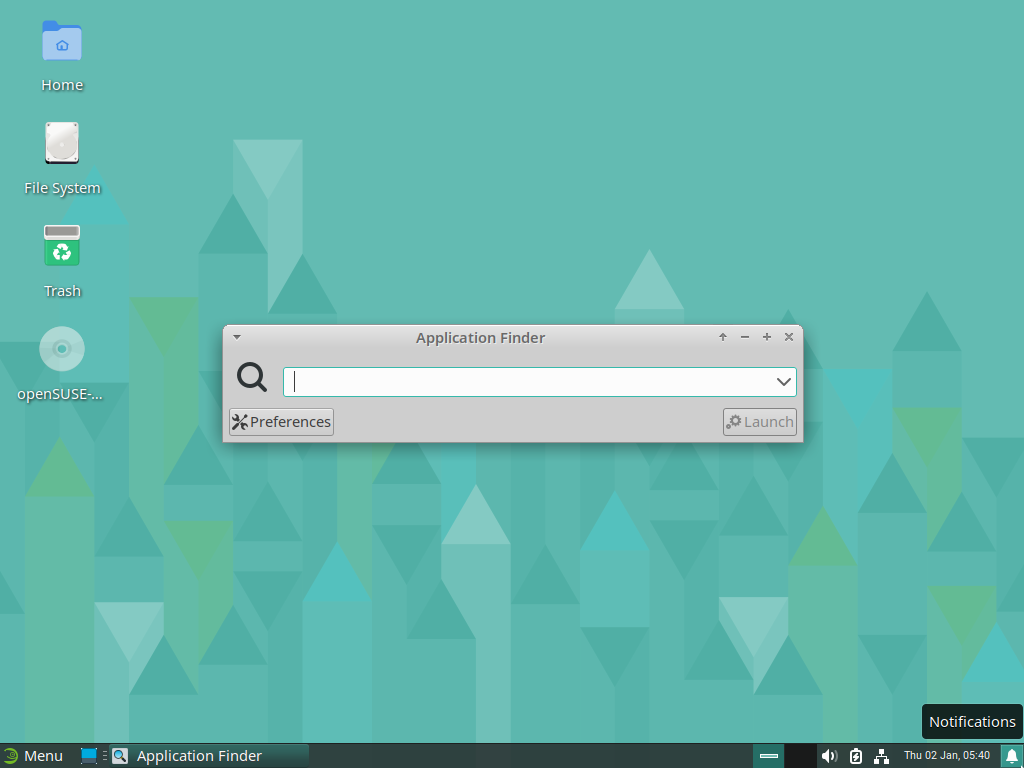 Home
File System
Trash
openSUSE-...
Application Finder
Preferences
Launch
Notifications
Menu
Application Finder
Thu 02 Jan, 05:40